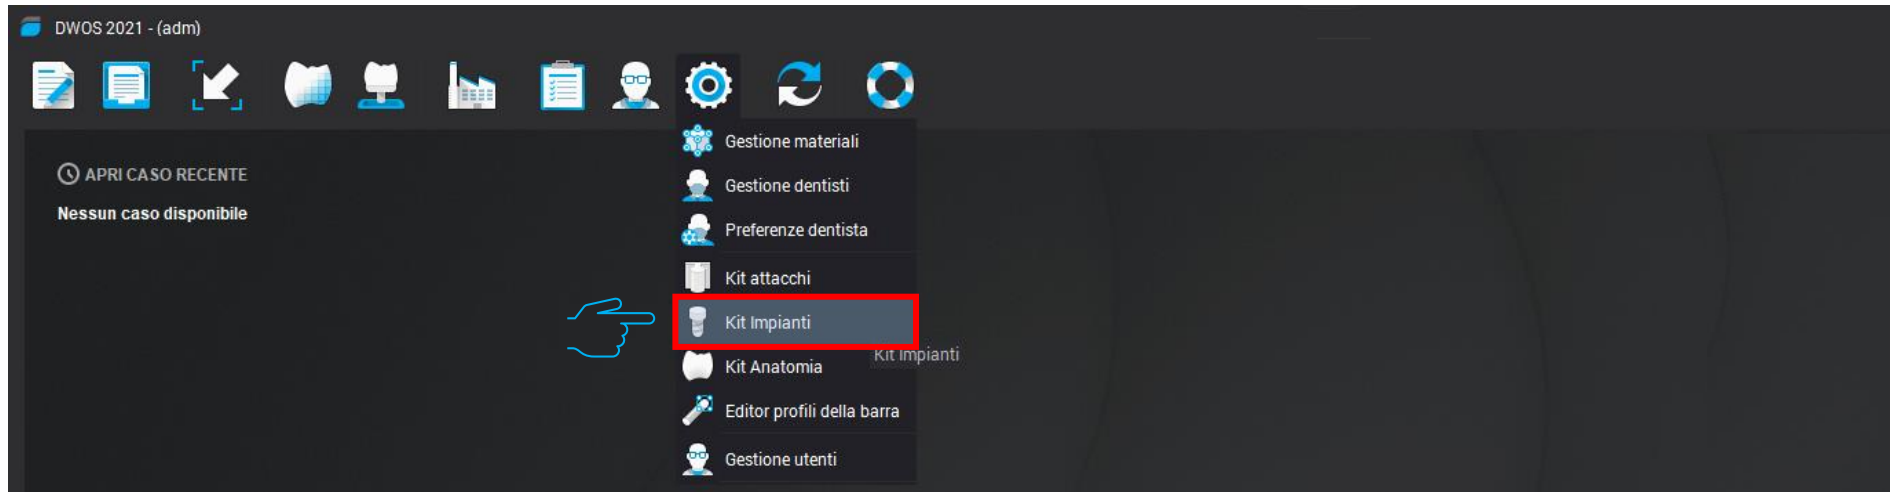 DWOS 2021 - (adm)
APRI CASO RECENTE
Nessun caso disponibile
Gestione materiali
Gestione dentisti
Preferenze dentista
Kit attacchi
Kit Impianti
Kit Impianti
Kit Anatomia
Editor profili della barra
Gestione utenti